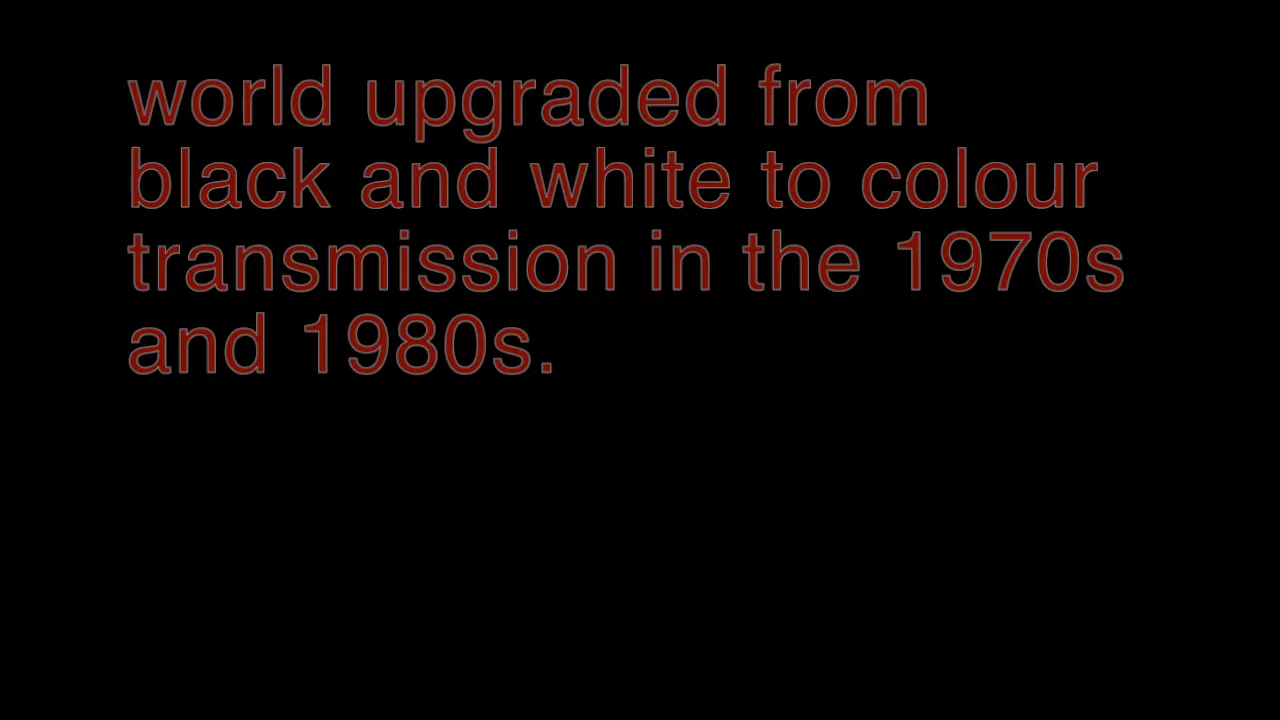 world upgraded from
black and white to colour
transmission in the 1970s
and 1980s.